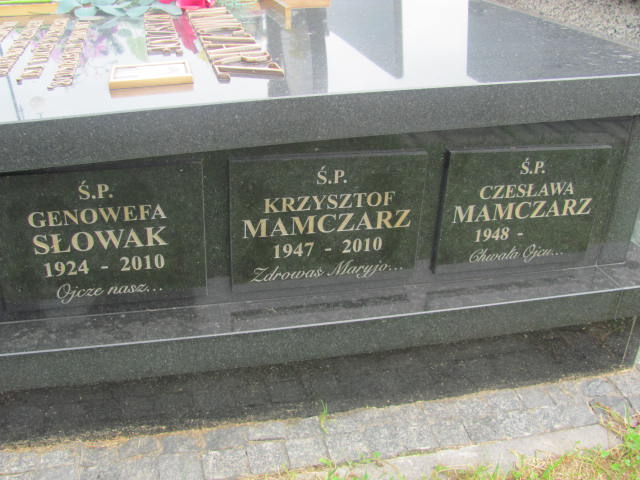 Ś.P.
GENOWEFA
SŁOWAK
1924 - 2010
Ojcze nasz...
Ś.P.
KRZYSZTOF
MAMCZARZ
1947 - 2010
Zdrowaś Maryjo...
Ś.P.
CZESŁAWA
MAMCZARZ
1948 -
Chwała Ojcu...